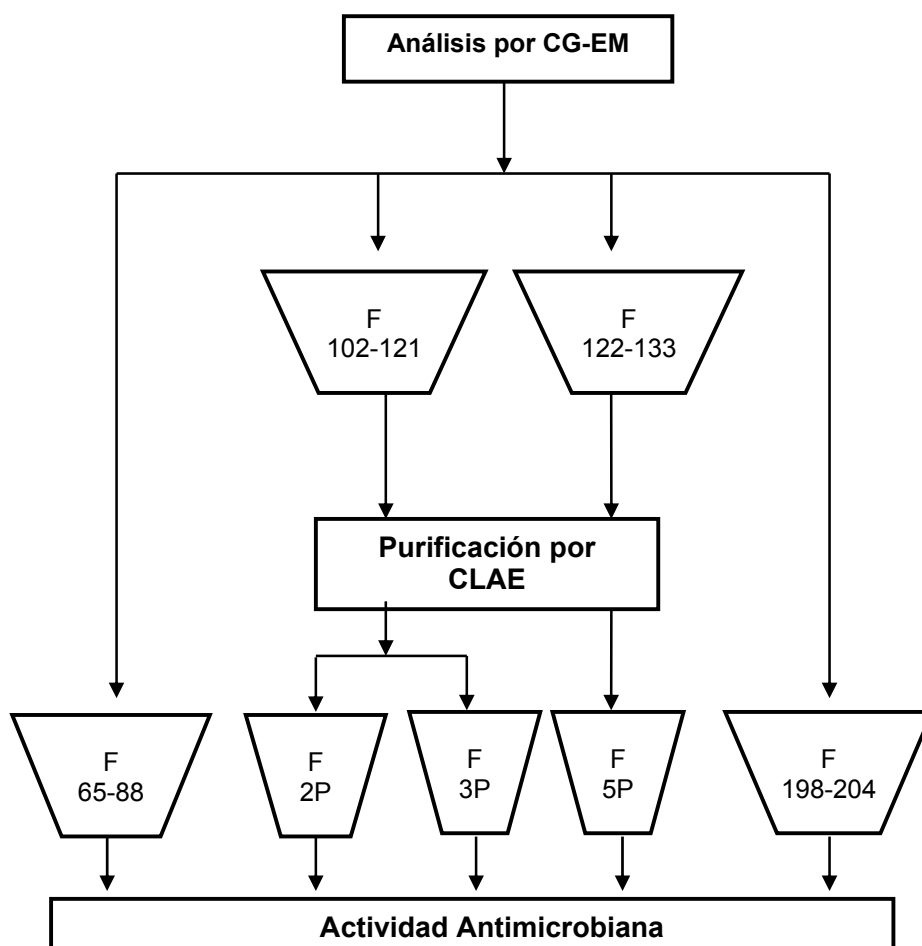 Análisis por CG-EM
F
102-121
F
122-133
Purificación por
CLAE
F
65-88
F
2P
F
3P
F
5P
F
198-204
Actividad Antimicrobiana